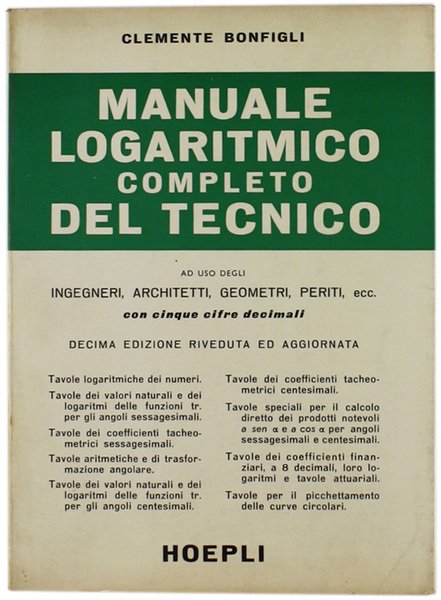 CLEMENTE BONFIGLI
MANUALE
LOGARITMICO
COMPLETO
DEL TECNICO
AD USO DEGLI
INGEGNERI, ARCHITETTI, GEOMETRI, PERITI, ecc.
con cinque cifre decimali
DECIMA EDIZIONE RIVEDUTA ED AGGIORNATA
Tavole logaritmiche dei numeri.
Tavole dei valori naturali e dei
logaritmi delle funzioni tr.
per gli angoli sessagesimali.
Tavole dei coefficienti tacheo-
metrici sessagesimali.
Tavole aritmetiche e di trasfor-
mazione angolare.
Tavole dei valori naturali e dei
logaritmi delle funzioni tr.
per gli angoli centesimali.
Tavole dei coefficienti tacheo-
metrici centesimali.
Tavole speciali per il calcolo
diretto dei prodotti notevoli
a sen α e a cos α per angoli
sessagesimali e centesimali.
Tavole dei coefficienti finan-
ziari, a 8 decimali, loro lo-
garitmi e tavole attuariali.
Tavole per il picchettamento
delle curve circolari.
HOEPLI